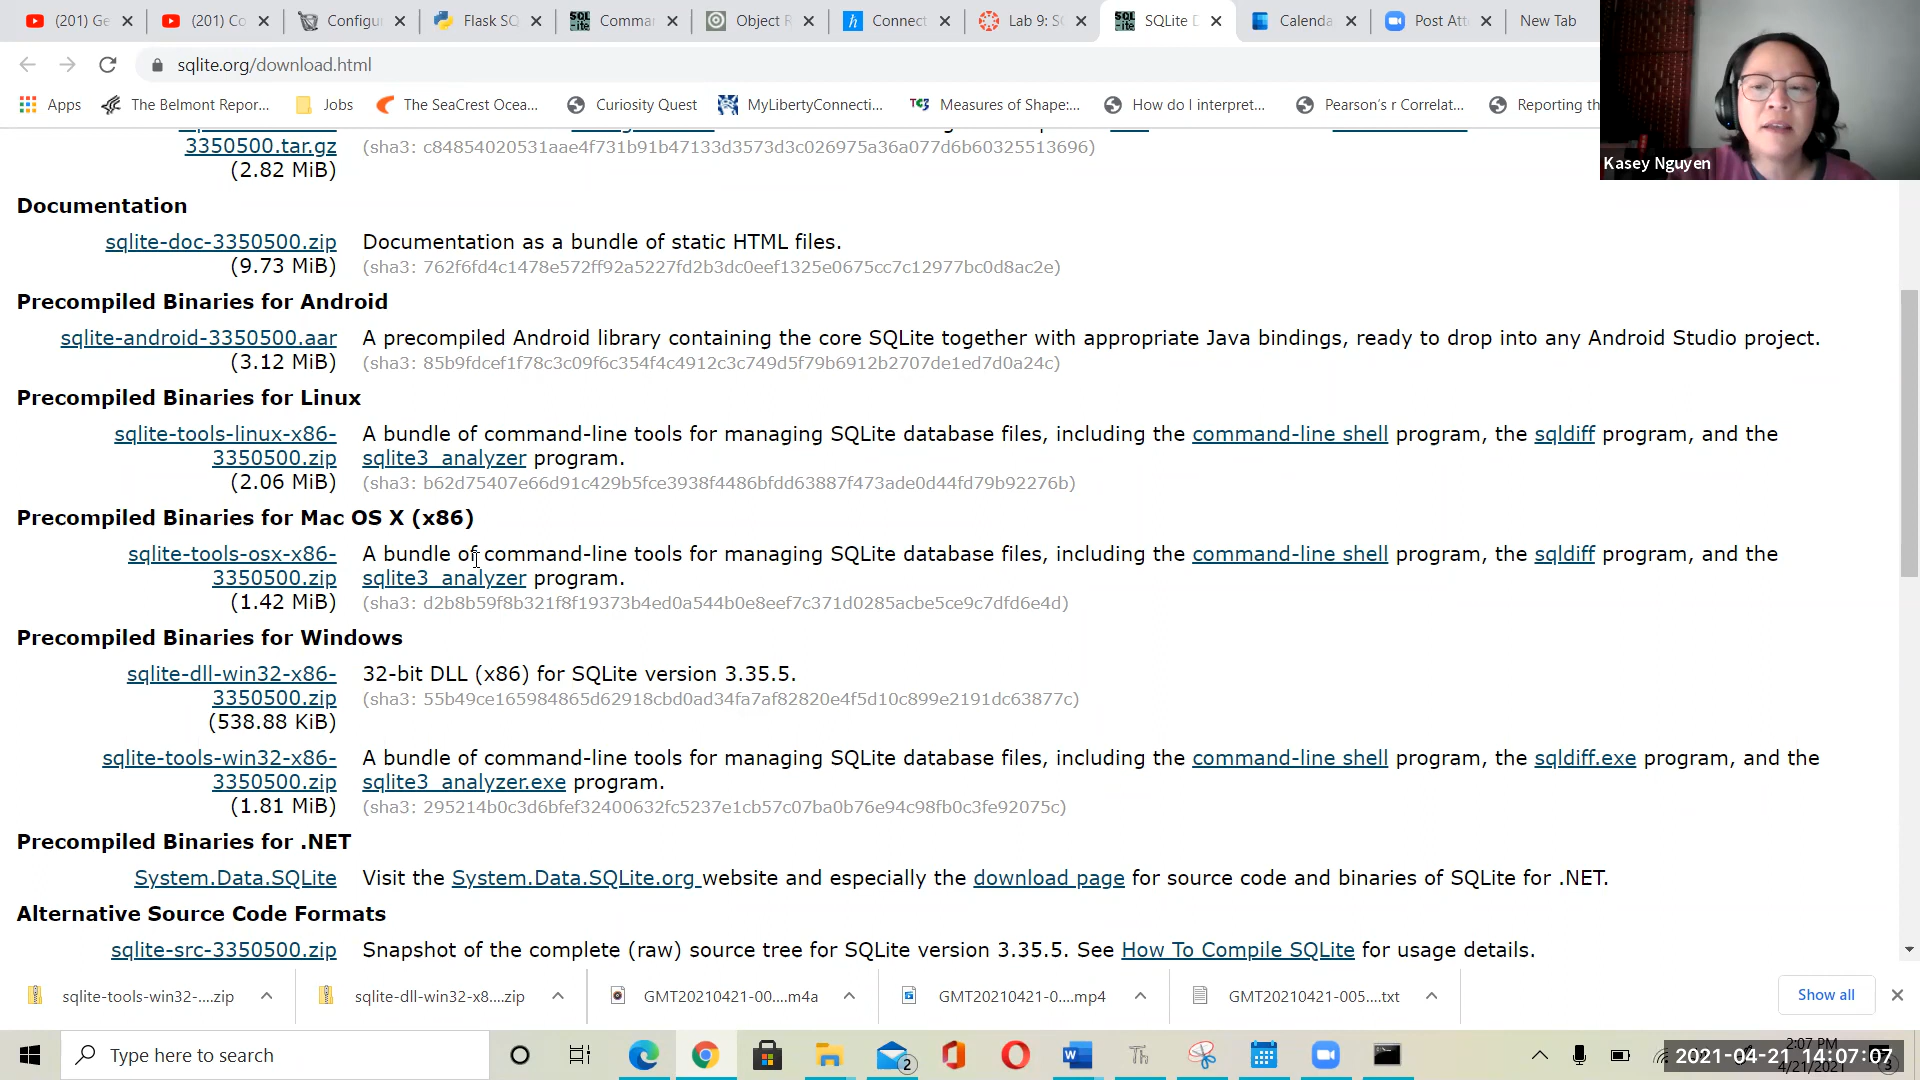 (201) Ge
(201) Co
Configu
Flask SQ
Comma
Object R
Connect
Lab 9: S
SQLite D
Calenda
Post Att
New Tab
sqlite.org/download.html
Apps
The Belmont Repor...
Jobs
The SeaCrest Ocea...
Curiosity Quest
MyLibertyConnecti...
Measures of Shape:...
How do I interpret...
Pearson's r Correlat...
Reporting th
Kasey Nguyen
3350500.tar.gz (sha3: c84854020531aae4f731b91b47133d3573d3c026975a36a077d6b60325513696)
(2.82 MiB)
Documentation
sqlite-doc-3350500.zip Documentation as a bundle of static HTML files.
(9.73 MiB) (sha3: 762f6fd4c1478e572ff92a5227fd2b3dc0eef1325e0675cc7c12977bc0d8ac2e)
Precompiled Binaries for Android
sqlite-android-3350500.aar A precompiled Android library containing the core SQLite together with appropriate Java bindings, ready to drop into any Android Studio project.
(3.12 MiB) (sha3: 85b9fdcef1f78c3c09f6c354f4c4912c3c749d5f79b6912b2707de1ed7d0a24c)
Precompiled Binaries for Linux
sqlite-tools-linux-x86- A bundle of command-line tools for managing SQLite database files, including the command-line shell program, the sqldiff program, and the
3350500.zip sqlite3_analyzer program.
(2.06 MiB) (sha3: b62d75407e66d91c429b5fce3938f4486bfdd63887f473ade0d44fd79b92276b)
Precompiled Binaries for Mac OS X (x86)
sqlite-tools-osx-x86- A bundle of command-line tools for managing SQLite database files, including the command-line shell program, the sqldiff program, and the
3350500.zip sqlite3_analyzer program.
(1.42 MiB) (sha3: d2b8b59f8b321f8f19373b4ed0a544b0e8eef7c371d0285acbe5ce9c7dfd6e4d)
Precompiled Binaries for Windows
sqlite-dll-win32-x86- 32-bit DLL (x86) for SQLite version 3.35.5.
3350500.zip (sha3: 55b49ce165984865d62918cbd0ad34fa7af82820e4f5d10c899e2191dc63877c)
(538.88 KiB)
sqlite-tools-win32-x86- A bundle of command-line tools for managing SQLite database files, including the command-line shell program, the sqldiff.exe program, and the
3350500.zip sqlite3_analyzer.exe program.
(1.81 MiB) (sha3: 295214b0c3d6bfef32400632fc5237e1cb57c07ba0b76e94c98fb0c3fe92075c)
Precompiled Binaries for .NET
System.Data.SQLite Visit the System.Data.SQLite.org website and especially the download page for source code and binaries of SQLite for .NET.
Alternative Source Code Formats
sqlite-src-3350500.zip Snapshot of the complete (raw) source tree for SQLite version 3.35.5. See How To Compile SQLite for usage details.
sqlite-tools-win32-....zip
sqlite-dll-win32-x8....zip
GMT20210421-00....m4a
GMT20210421-0....mp4
GMT20210421-005....txt
Show all
Type here to search
2
2:07 PM
2021-04-21 14:07:07
4/21/2021